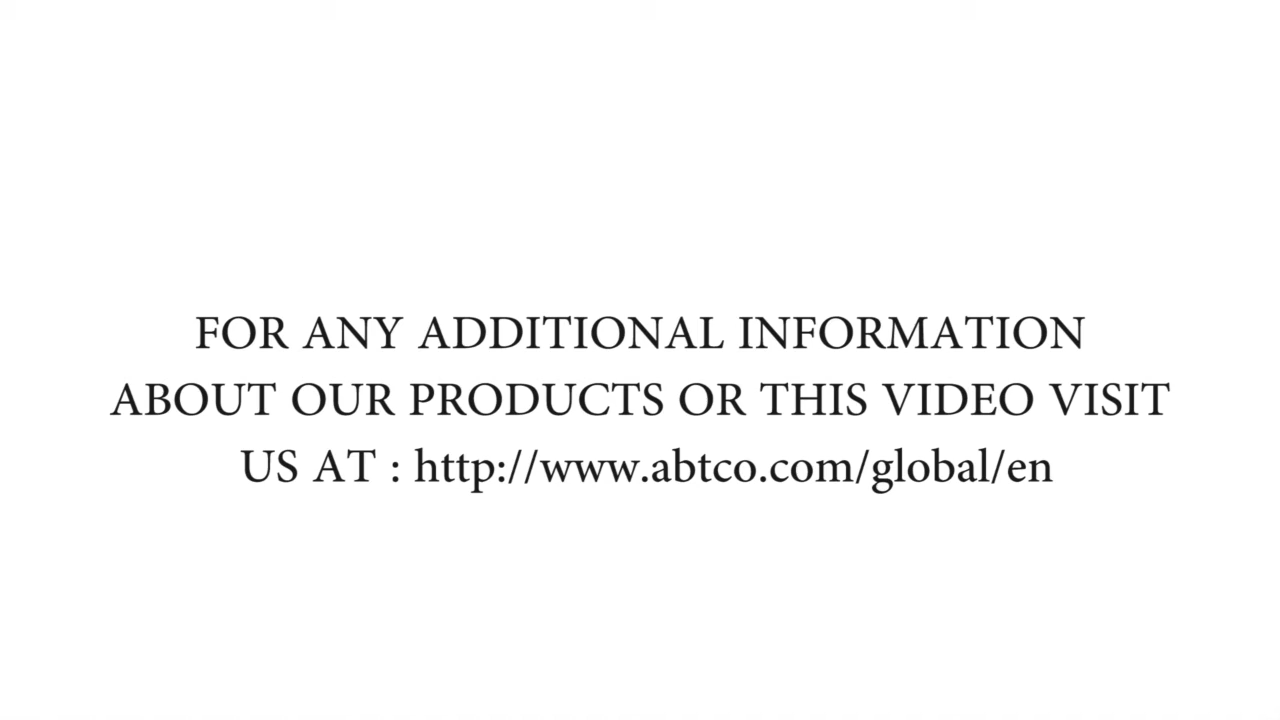 FOR ANY ADDITIONAL INFORMATION
ABOUT OUR PRODUCTS OR THIS VIDEO VISIT
US AT : http://www.abtco.com/global/en